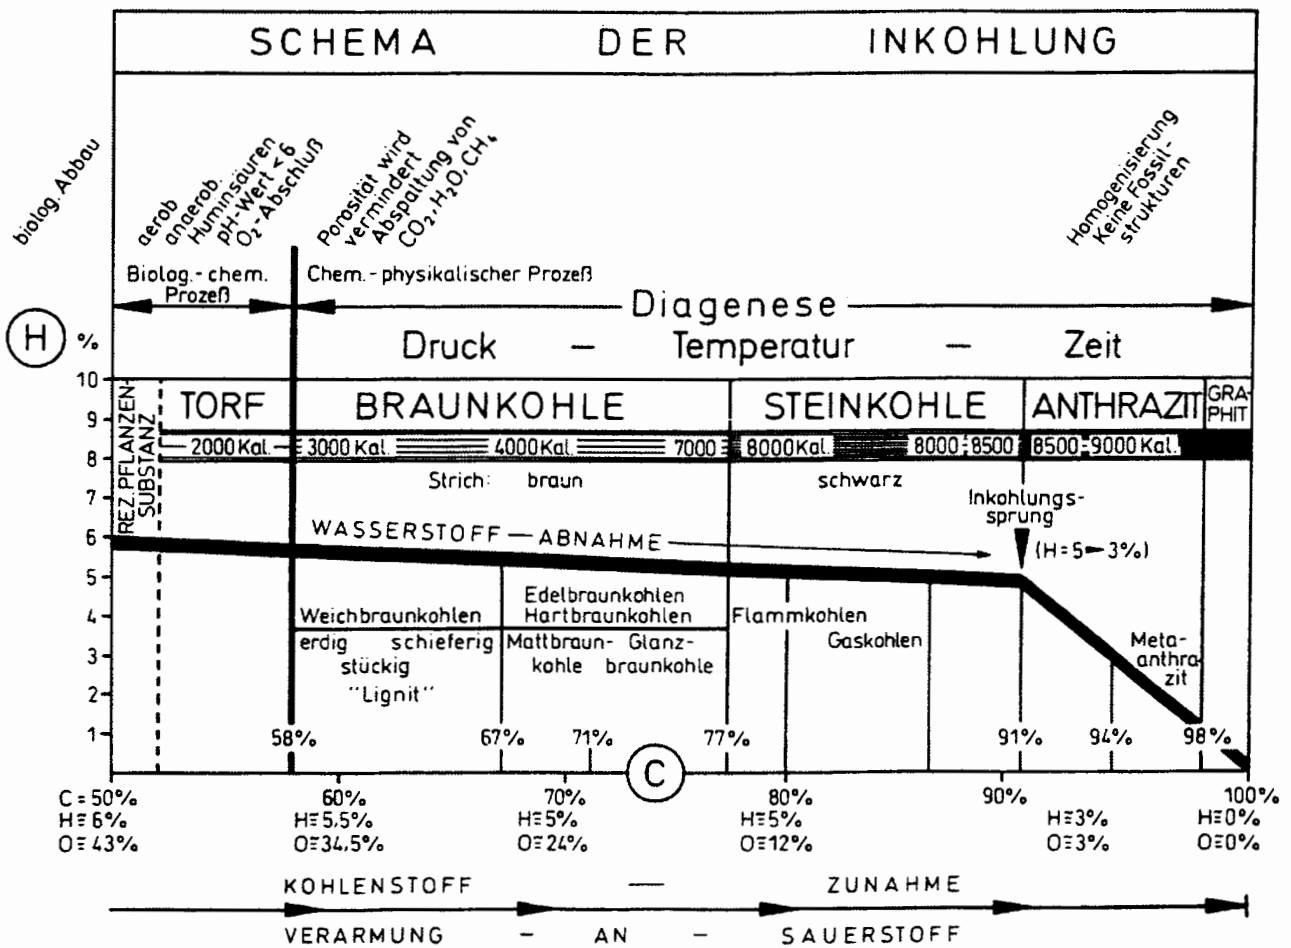 SCHEMA DER INKOHLUNG
biolog. Abbau
aerob
anaerob.
Huminsäuren
pH-Wert < 6
O₂-Abschluß
Porosität wird
vermindert
Abspaltung von
CO₂, H₂O, CH₄
Homogenisierung
Keine Fossil-
strukturen
Biolog.- chem.
Prozeß
Chem.- physikalischer Prozeß
Diagenese
H %
Druck – Temperatur – Zeit
10
9
8
7
6
5
4
3
2
1
REZ. PFLANZEN-
SUBSTANZ
TORF
BRAUNKOHLE
STEINKOHLE
ANTHRAZIT
GRA-
PHIT
2000 Kal.
3000 Kal.
4000 Kal.
7000
8000 Kal.
8000-8500
8500-9000 Kal.
Strich: braun
schwarz
Inkohlungs-
sprung
(H=5►3%)
WASSERSTOFF — ABNAHME
Weichbraunkohlen
erdig schieferig
stückig
"Lignit"
Edelbraunkohlen
Hartbraunkohlen
Mattbraun- Glanz-
kohle braunkohle
Flammkohlen
Gaskohlen
Meta-
anthra-
zit
58% 67% 71% 77% 91% 94% 98%
C
C = 50% 60% 70% 80% 90% 100%
H≡6% H≡5,5% H≡5% H≡5% H≡3% H≡0%
O≡43% O≡34,5% O≡24% O≡12% O≡3% O≡0%
KOHLENSTOFF — ZUNAHME
VERARMUNG - AN - SAUERSTOFF